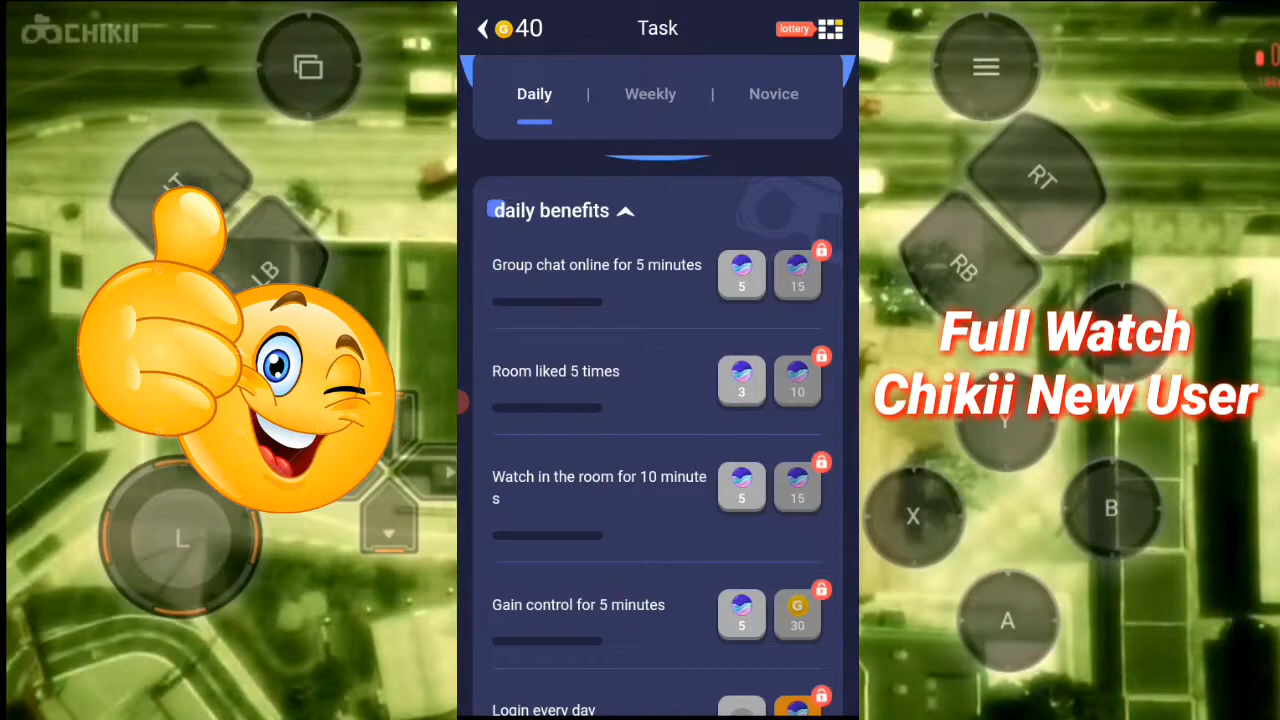 CHIKII
40
Task
lottery
Daily | Weekly | Novice
daily benefits
Group chat online for 5 minutes
5
15
Room liked 5 times
3
10
Watch in the room for 10 minute
s
5
15
Gain control for 5 minutes
5
G
30
Login every day
LB
L
RT
RB
Full Watch
Chikii New User
Y
X
B
A